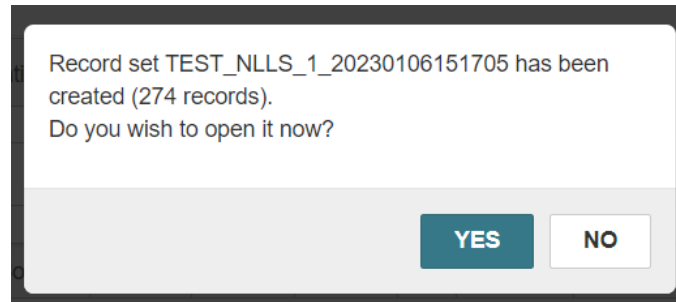 Record set TEST_NLLS_1_20230106151705 has been
created (274 records).
Do you wish to open it now?
YES NO